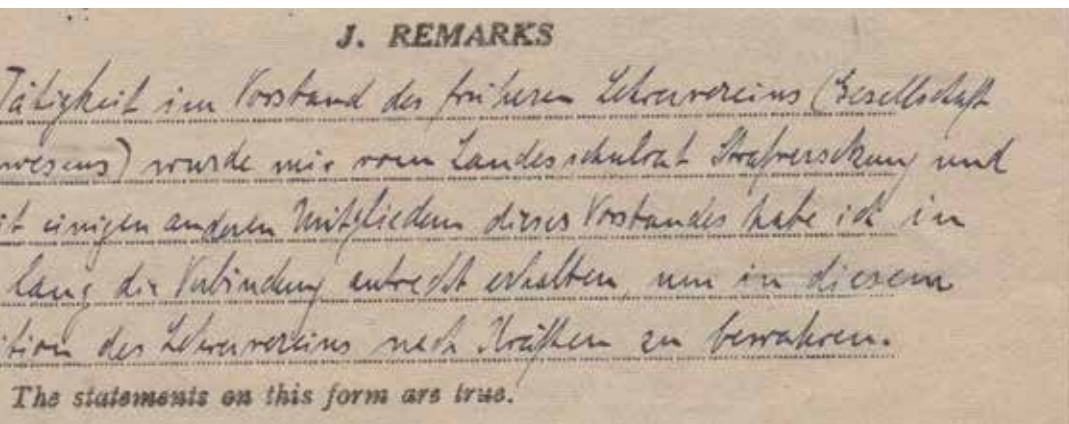 J. REMARKS
Tätigkeit im Vorstand des früheren Lehrervereins (Gesellschaft
wesens) wurde mir vom Landesschulrat Strafversetzung und
it einigen anderen Mitgliedern dieses Vorstandes habe ich in
lang die Verbindung aufrecht erhalten, um in diesem
ition des Lehrervereins nach Kräften zu bewahren.
The statements on this form are true.